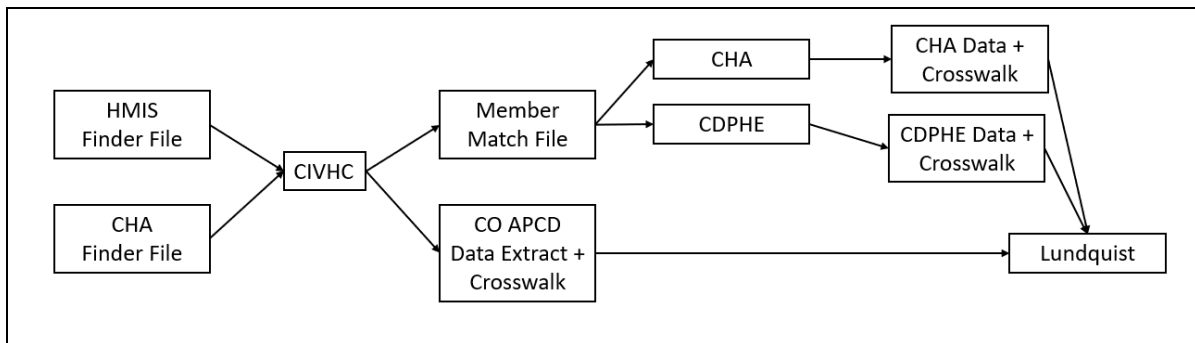 HMIS
Finder File
CHA
Finder File
CIVHC
Member
Match File
CO APCD
Data Extract +
Crosswalk
CHA
CDPHE
CHA Data +
Crosswalk
CDPHE Data +
Crosswalk
Lundquist